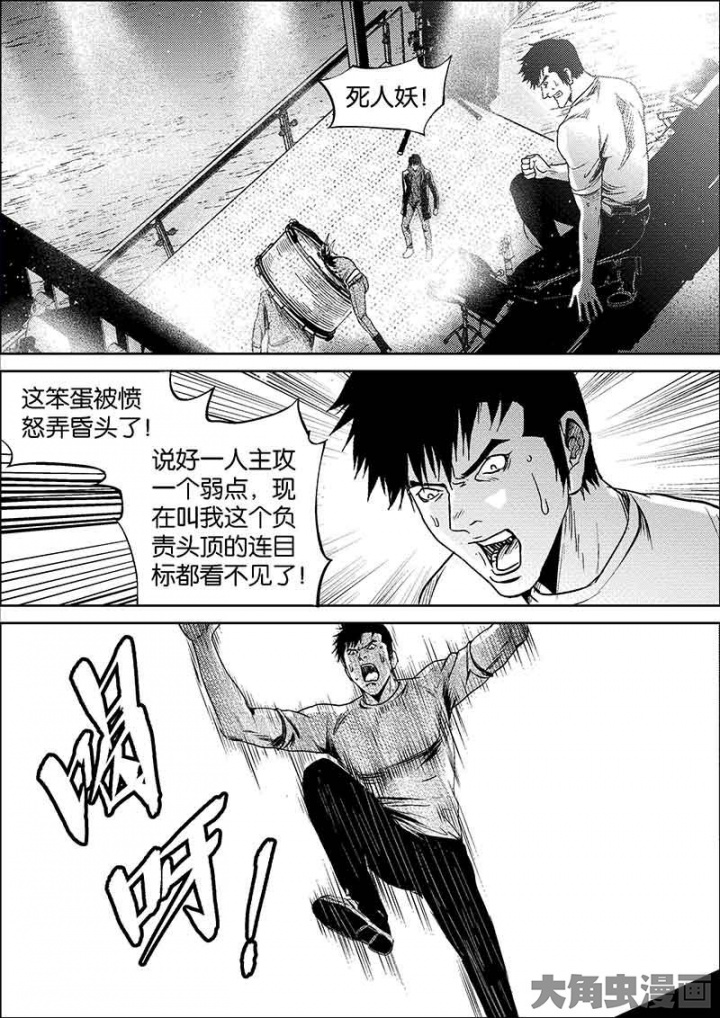 死人妖！
这笨蛋被愤
怒弄昏头了！
说好一人主攻
一个弱点，现
在叫我这个负
责头顶的连目
标都看不见了！
喝
呀！
大角虫漫画